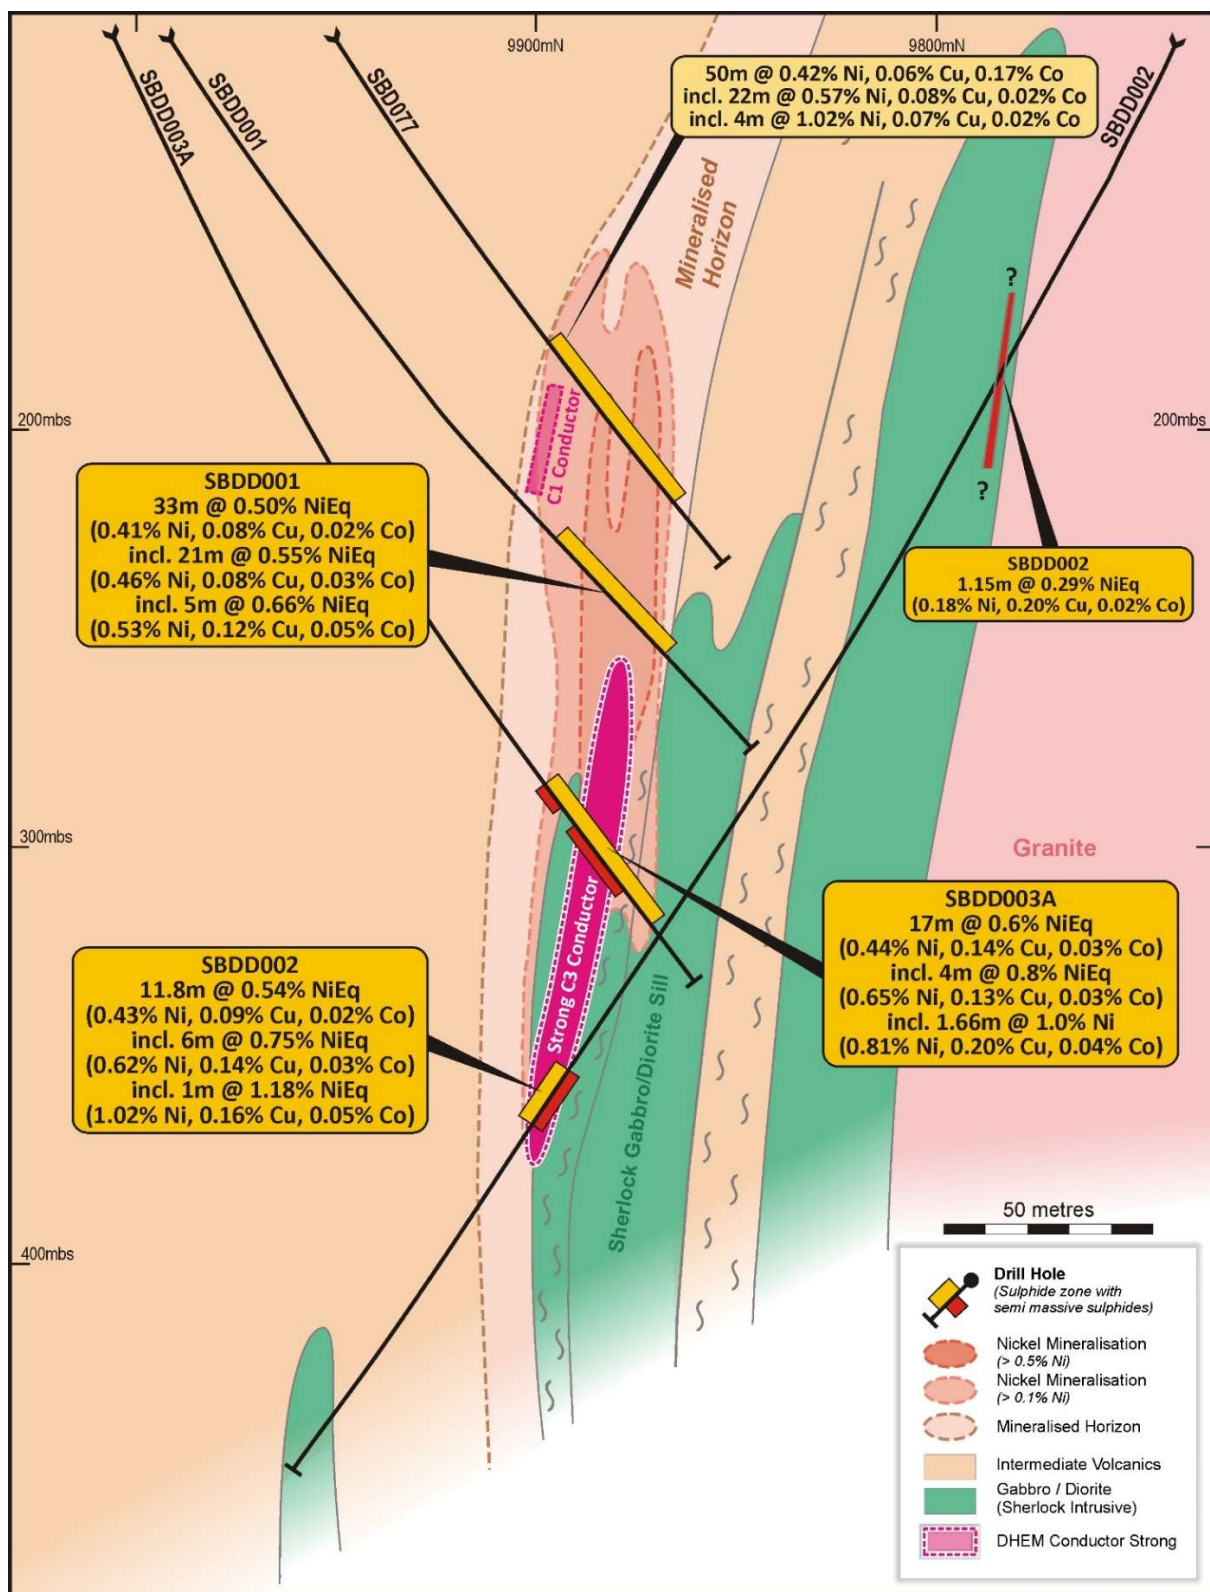 9900mN
9800mN
SBDD003A
SBDD001
SBD077
SBDD002
50m @ 0.42% Ni, 0.06% Cu, 0.17% Co
incl. 22m @ 0.57% Ni, 0.08% Cu, 0.02% Co
incl. 4m @ 1.02% Ni, 0.07% Cu, 0.02% Co
Mineralised
Horizon
?
?
200mbs
200mbs
C1 Conductor
SBDD001
33m @ 0.50% NiEq
(0.41% Ni, 0.08% Cu, 0.02% Co)
incl. 21m @ 0.55% NiEq
(0.46% Ni, 0.08% Cu, 0.03% Co)
incl. 5m @ 0.66% NiEq
(0.53% Ni, 0.12% Cu, 0.05% Co)
SBDD002
1.15m @ 0.29% NiEq
(0.18% Ni, 0.20% Cu, 0.02% Co)
300mbs
Granite
Strong C3 Conductor
SBDD003A
17m @ 0.6% NiEq
(0.44% Ni, 0.14% Cu, 0.03% Co)
incl. 4m @ 0.8% NiEq
(0.65% Ni, 0.13% Cu, 0.03% Co)
incl. 1.66m @ 1.0% Ni
(0.81% Ni, 0.20% Cu, 0.04% Co)
SBDD002
11.8m @ 0.54% NiEq
(0.43% Ni, 0.09% Cu, 0.02% Co)
incl. 6m @ 0.75% NiEq
(0.62% Ni, 0.14% Cu, 0.03% Co)
incl. 1m @ 1.18% NiEq
(1.02% Ni, 0.16% Cu, 0.05% Co)
Sherlock Gabbro/Diorite Sill
400mbs
50 metres
Drill Hole
(Sulphide zone with
semi massive sulphides)
Nickel Mineralisation
(> 0.5% Ni)
Nickel Mineralisation
(> 0.1% Ni)
Mineralised Horizon
Intermediate Volcanics
Gabbro / Diorite
(Sherlock Intrusive)
DHEM Conductor Strong